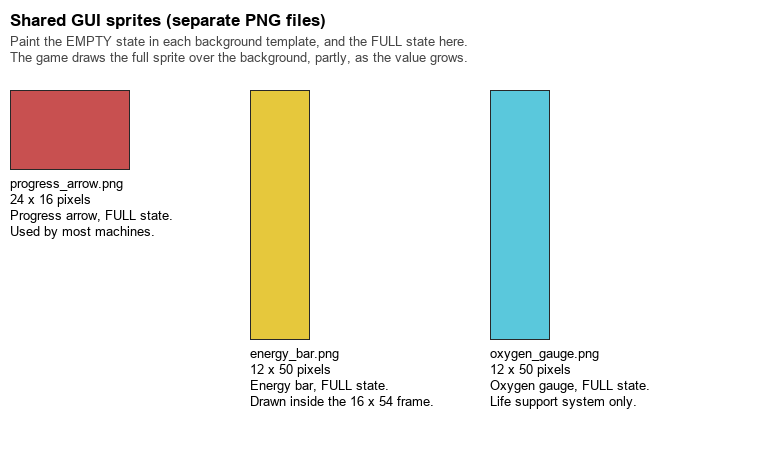 Shared GUI sprites (separate PNG files)
Paint the EMPTY state in each background template, and the FULL state here.
The game draws the full sprite over the background, partly, as the value grows.
progress_arrow.png
24 x 16 pixels
Progress arrow, FULL state.
Used by most machines.
energy_bar.png
12 x 50 pixels
Energy bar, FULL state.
Drawn inside the 16 x 54 frame.
oxygen_gauge.png
12 x 50 pixels
Oxygen gauge, FULL state.
Life support system only.